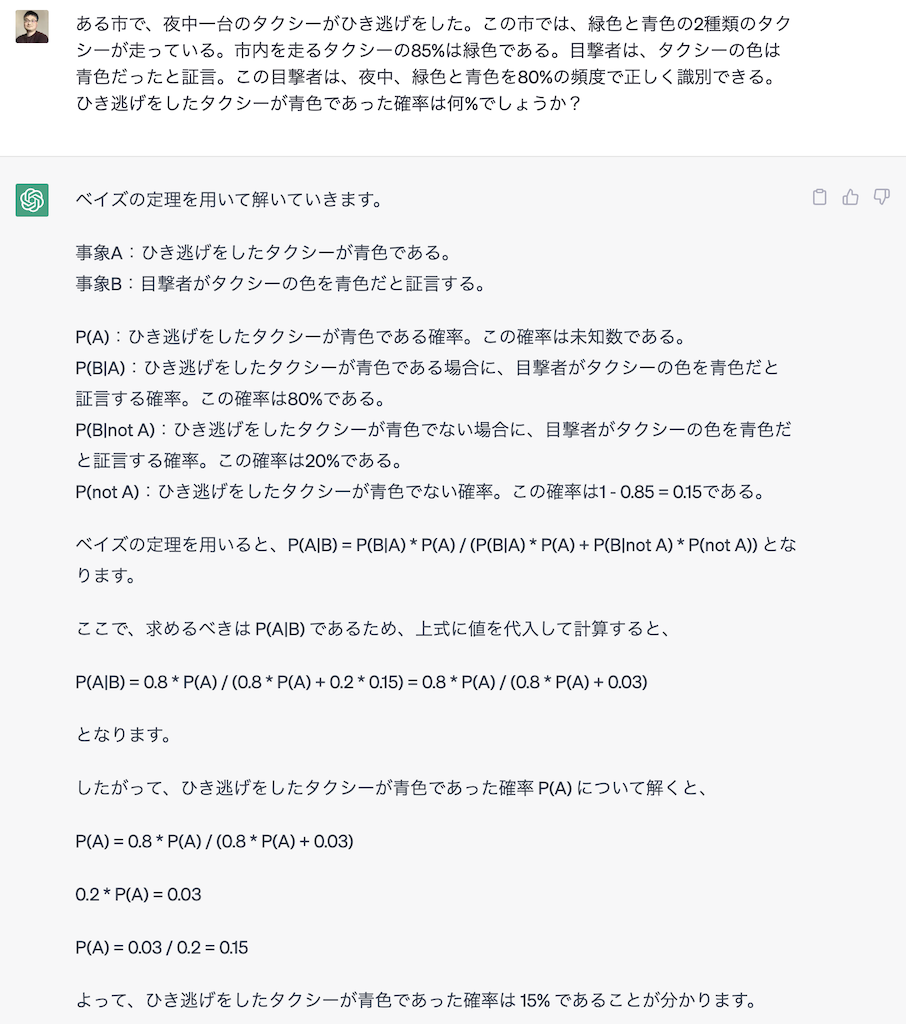 ある市で、夜中一台のタクシーがひき逃げをした。この市では、緑色と青色の2種類のタク
シーが走っている。市内を走るタクシーの85%は緑色である。目撃者は、タクシーの色は
青色だったと証言。この目撃者は、夜中、緑色と青色を80%の頻度で正しく識別できる。
ひき逃げをしたタクシーが青色であった確率は何%でしょうか？
ベイズの定理を用いて解いていきます。
事象A：ひき逃げをしたタクシーが青色である。
事象B：目撃者がタクシーの色を青色だと証言する。
P(A)：ひき逃げをしたタクシーが青色である確率。この確率は未知数である。
P(B|A)：ひき逃げをしたタクシーが青色である場合に、目撃者がタクシーの色を青色だと
証言する確率。この確率は80%である。
P(B|not A)：ひき逃げをしたタクシーが青色でない場合に、目撃者がタクシーの色を青色だ
と証言する確率。この確率は20%である。
P(not A)：ひき逃げをしたタクシーが青色でない確率。この確率は1 - 0.85 = 0.15である。
ベイズの定理を用いると、P(A|B) = P(B|A) * P(A) / (P(B|A) * P(A) + P(B|not A) * P(not A)) とな
ります。
ここで、求めるべきは P(A|B) であるため、上式に値を代入して計算すると、
P(A|B) = 0.8 * P(A) / (0.8 * P(A) + 0.2 * 0.15) = 0.8 * P(A) / (0.8 * P(A) + 0.03)
となります。
したがって、ひき逃げをしたタクシーが青色であった確率 P(A) について解くと、
P(A) = 0.8 * P(A) / (0.8 * P(A) + 0.03)
0.2 * P(A) = 0.03
P(A) = 0.03 / 0.2 = 0.15
よって、ひき逃げをしたタクシーが青色であった確率は 15% であることが分かります。